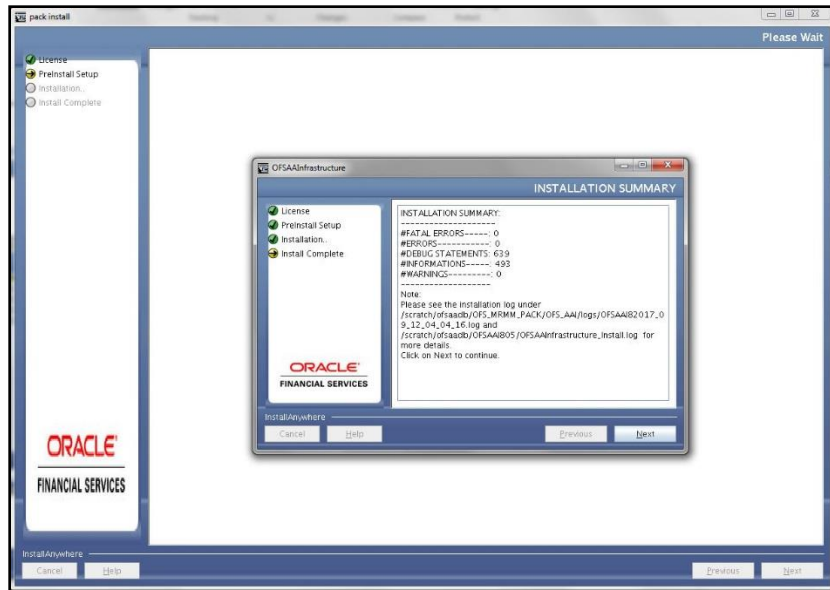 pack install
Please Wait
License
PreInstall Setup
Installation..
Install Complete
OFSAAInfrastructure
INSTALLATION SUMMARY
License
PreInstall Setup
Installation..
Install Complete
INSTALLATION SUMMARY:
--------------------
#FATAL ERRORS-----: 0
#ERRORS-----------: 0
#DEBUG STATEMENTS: 639
#INFORMATIONS-----: 493
#WARNINGS---------: 0
-------------------
Note:
Please see the installation log under
/scratch/ofsaadb/OFS_MRMM_PACK/OFS_AAI/logs/OFSAAI82017_0
9_12_04_04_16.log and
/scratch/ofsaadb/OFSAAI805/OFSAAInfrastructure_Install.log for
more details.
Click on Next to continue.
ORACLE
FINANCIAL SERVICES
InstallAnywhere
Cancel Help Previous Next
ORACLE
FINANCIAL SERVICES
InstallAnywhere
Cancel Help Previous Next